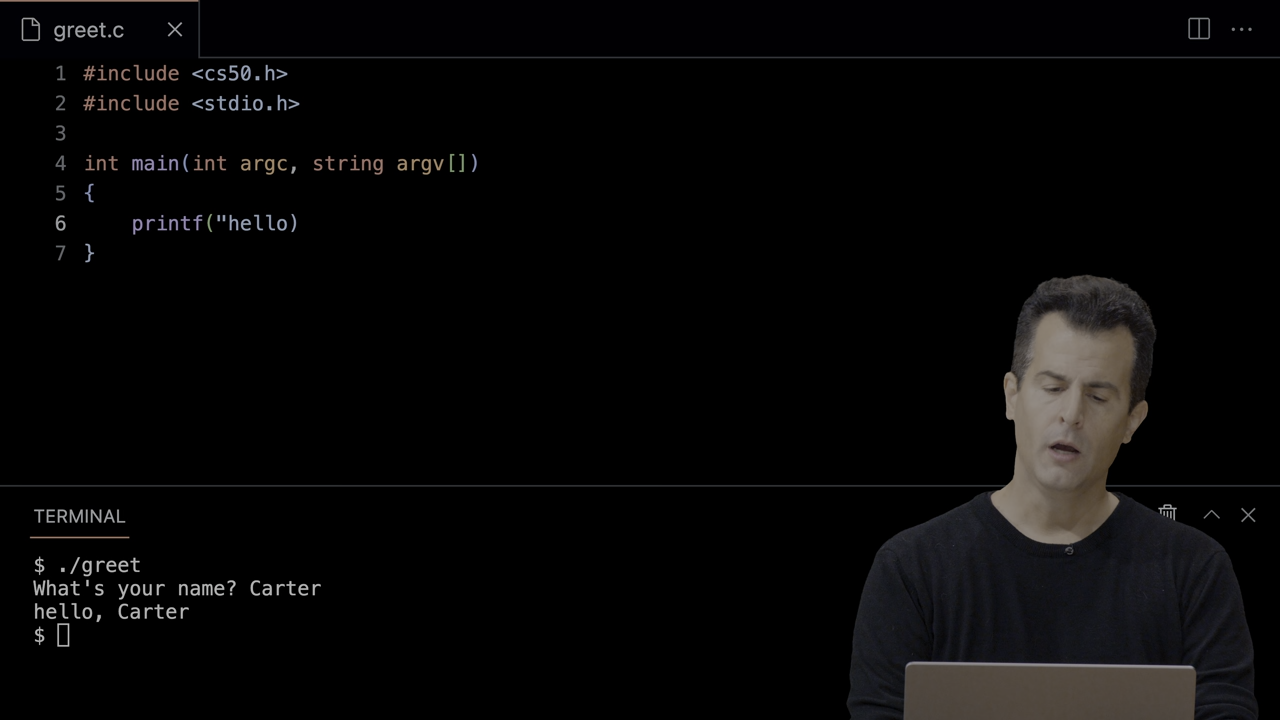 greet.c
1 #include <cs50.h>
2 #include <stdio.h>
3
4 int main(int argc, string argv[])
5 {
6     printf("hello)
7 }
TERMINAL
$ ./greet
What's your name? Carter
hello, Carter
$